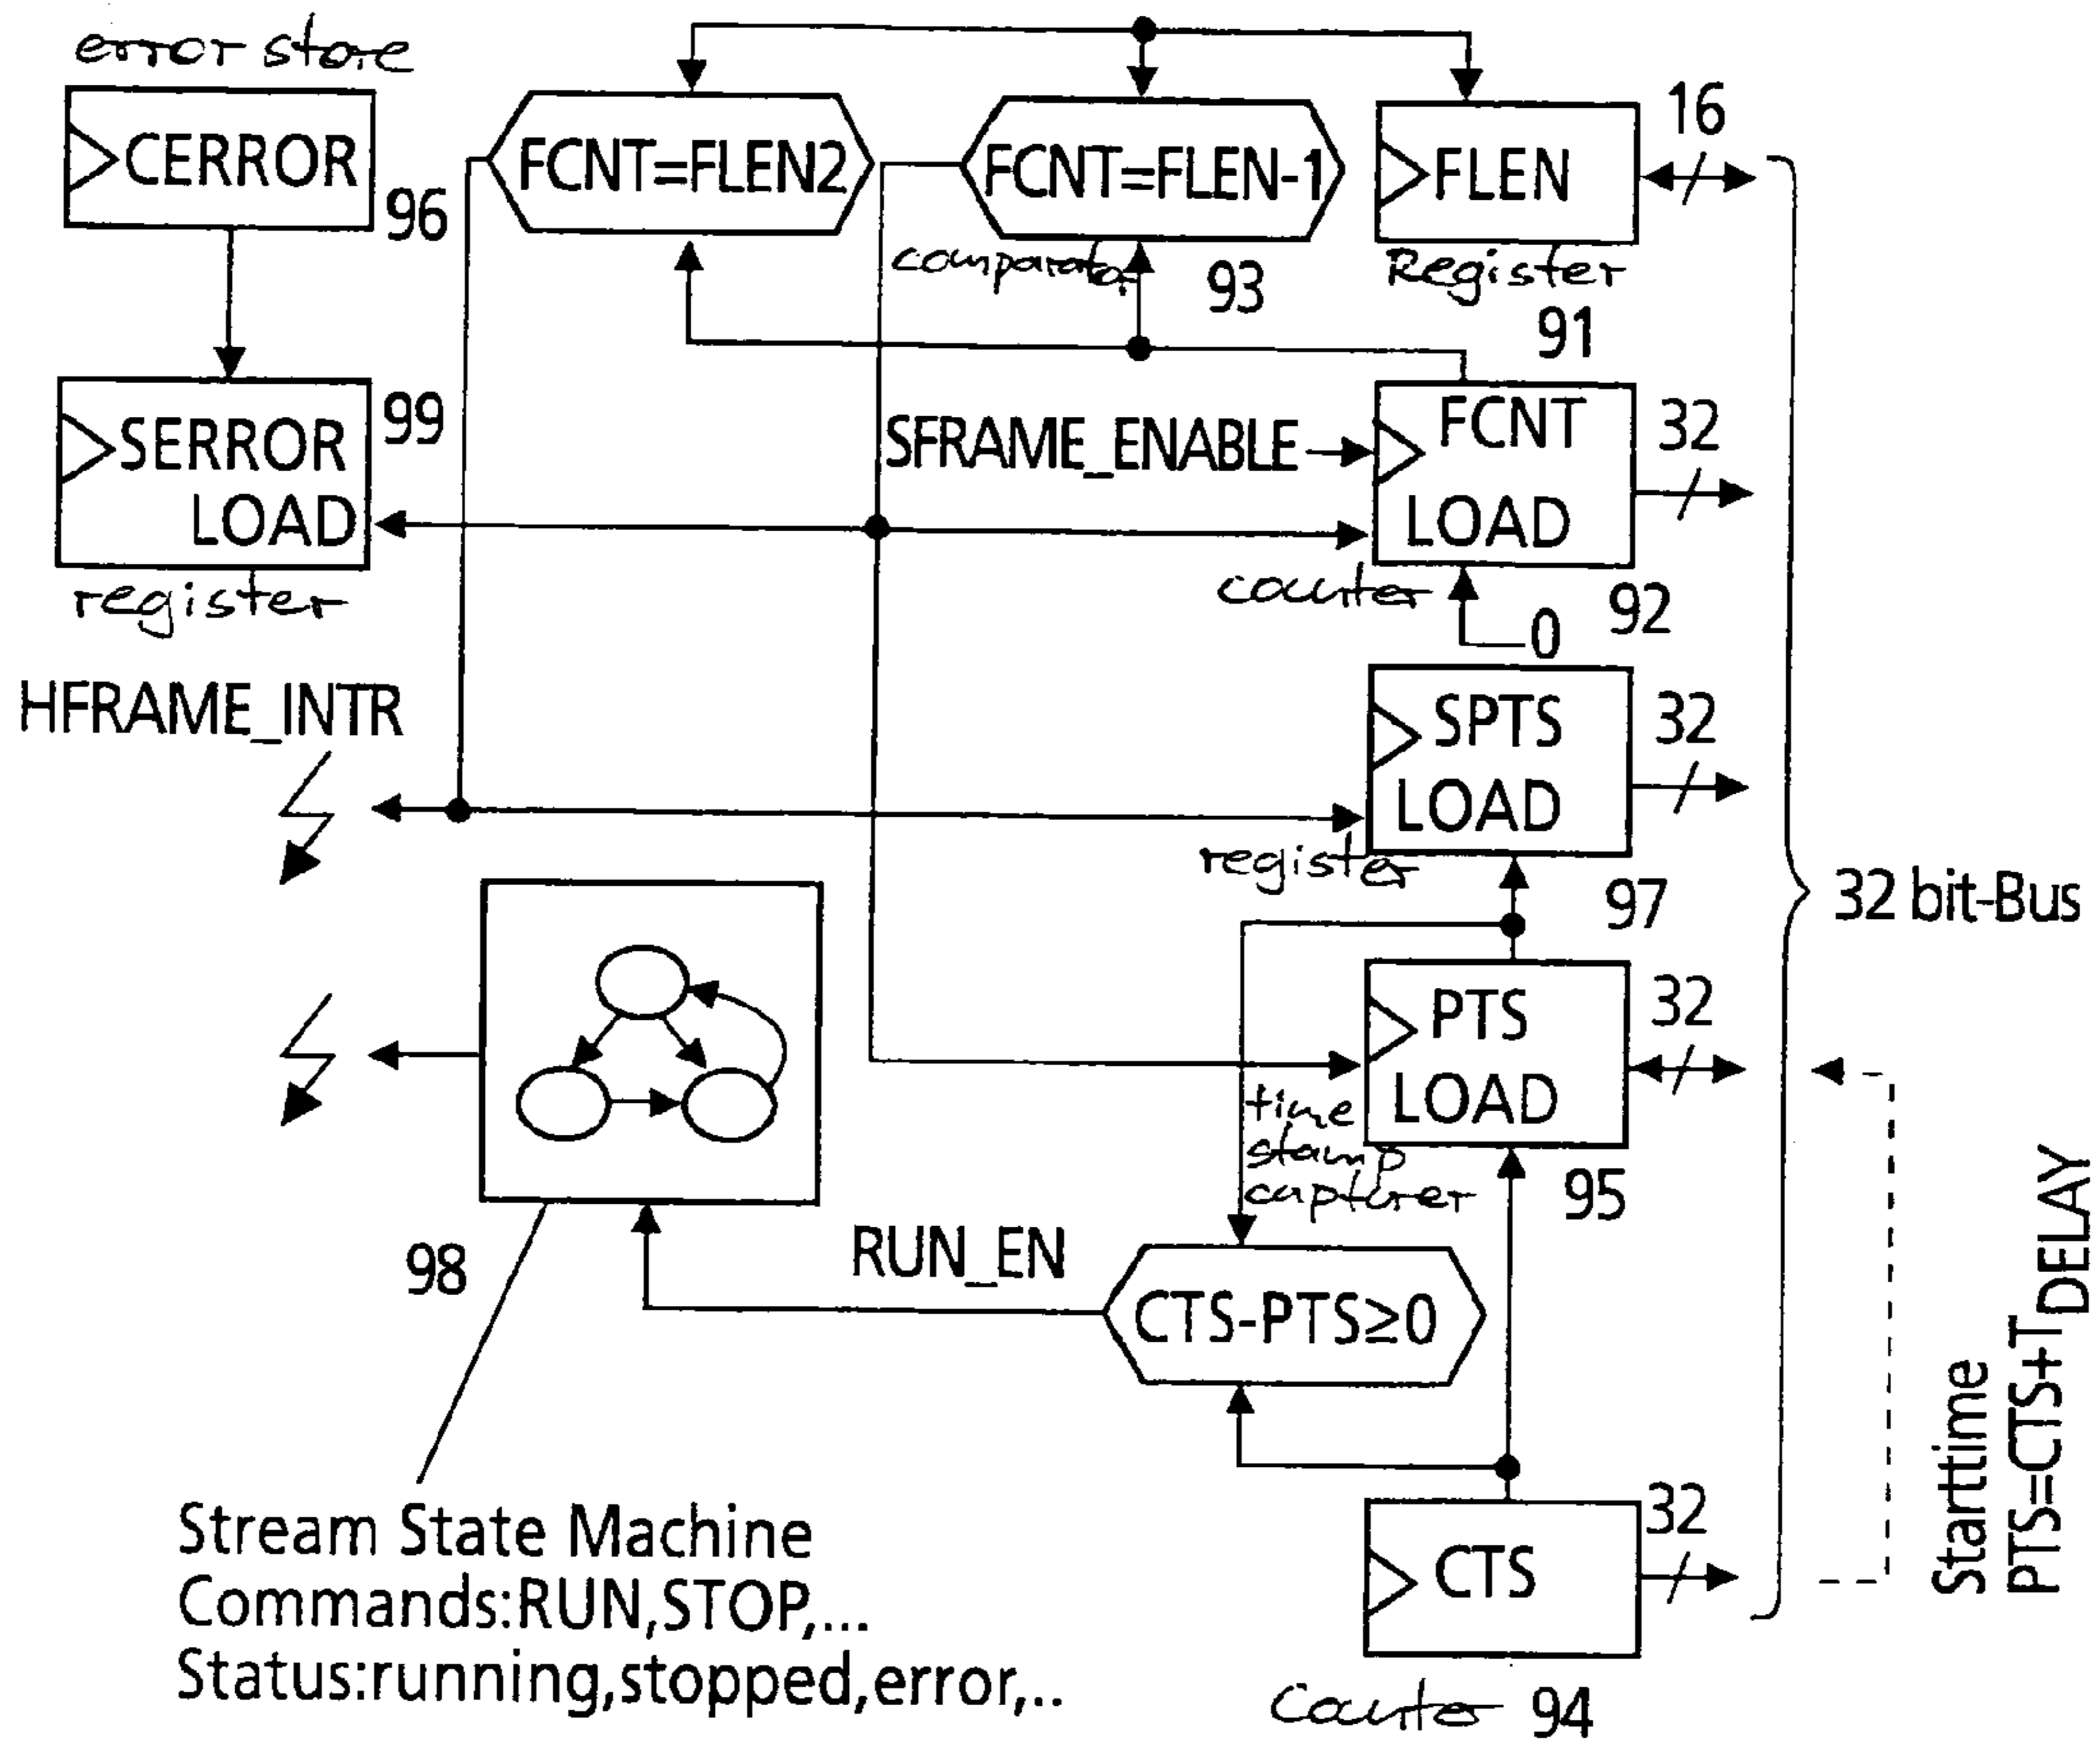 error store
CERROR
96
FCNT=FLEN2
FCNT=FLEN-1
comparator
93
FLEN
16
Register
91
SERROR
LOAD
99
register
SFRAME_ENABLE
FCNT
LOAD
32
counter
92
0
HFRAME_INTR
SPTS
LOAD
32
register
97
32 bit-Bus
PTS
LOAD
32
time
stamp
capturer
95
98
RUN_EN
CTS-PTS≥0
Starttime
PTS=CTS+TDELAY
Stream State Machine
Commands:RUN,STOP,...
Status:running,stopped,error,..
CTS
32
Counter
94